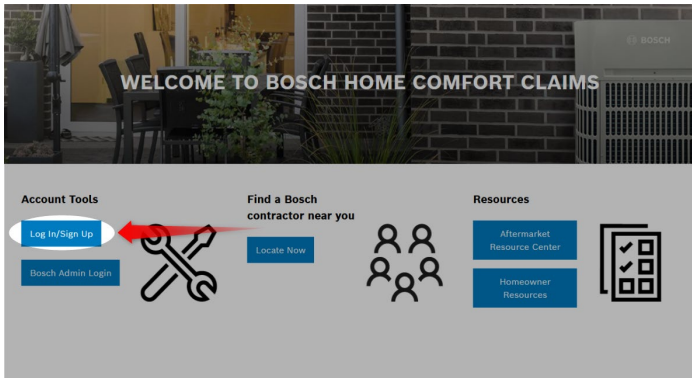 BOSCH
WELCOME TO BOSCH HOME COMFORT CLAIMS
Account Tools
Log In/Sign Up
Bosch Admin Login
Find a Bosch
contractor near you
Locate Now
Resources
Aftermarket
Resource Center
Homeowner
Resources